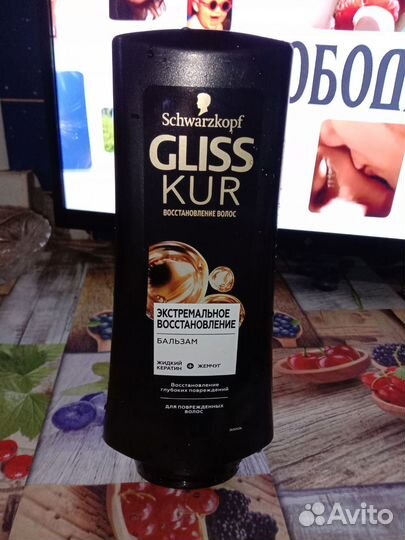 Schwarzkopf
GLISS
KUR
ВОССТАНОВЛЕНИЕ ВОЛОС
ЭКСТРЕМАЛЬНОЕ
ВОССТАНОВЛЕНИЕ
БАЛЬЗАМ
ЖИДКИЙ
КЕРАТИН + ЖЕМЧУГ
Восстановление
глубоких повреждений
ДЛЯ ПОВРЕЖДЕННЫХ
ВОЛОС
ОБОД
Avito